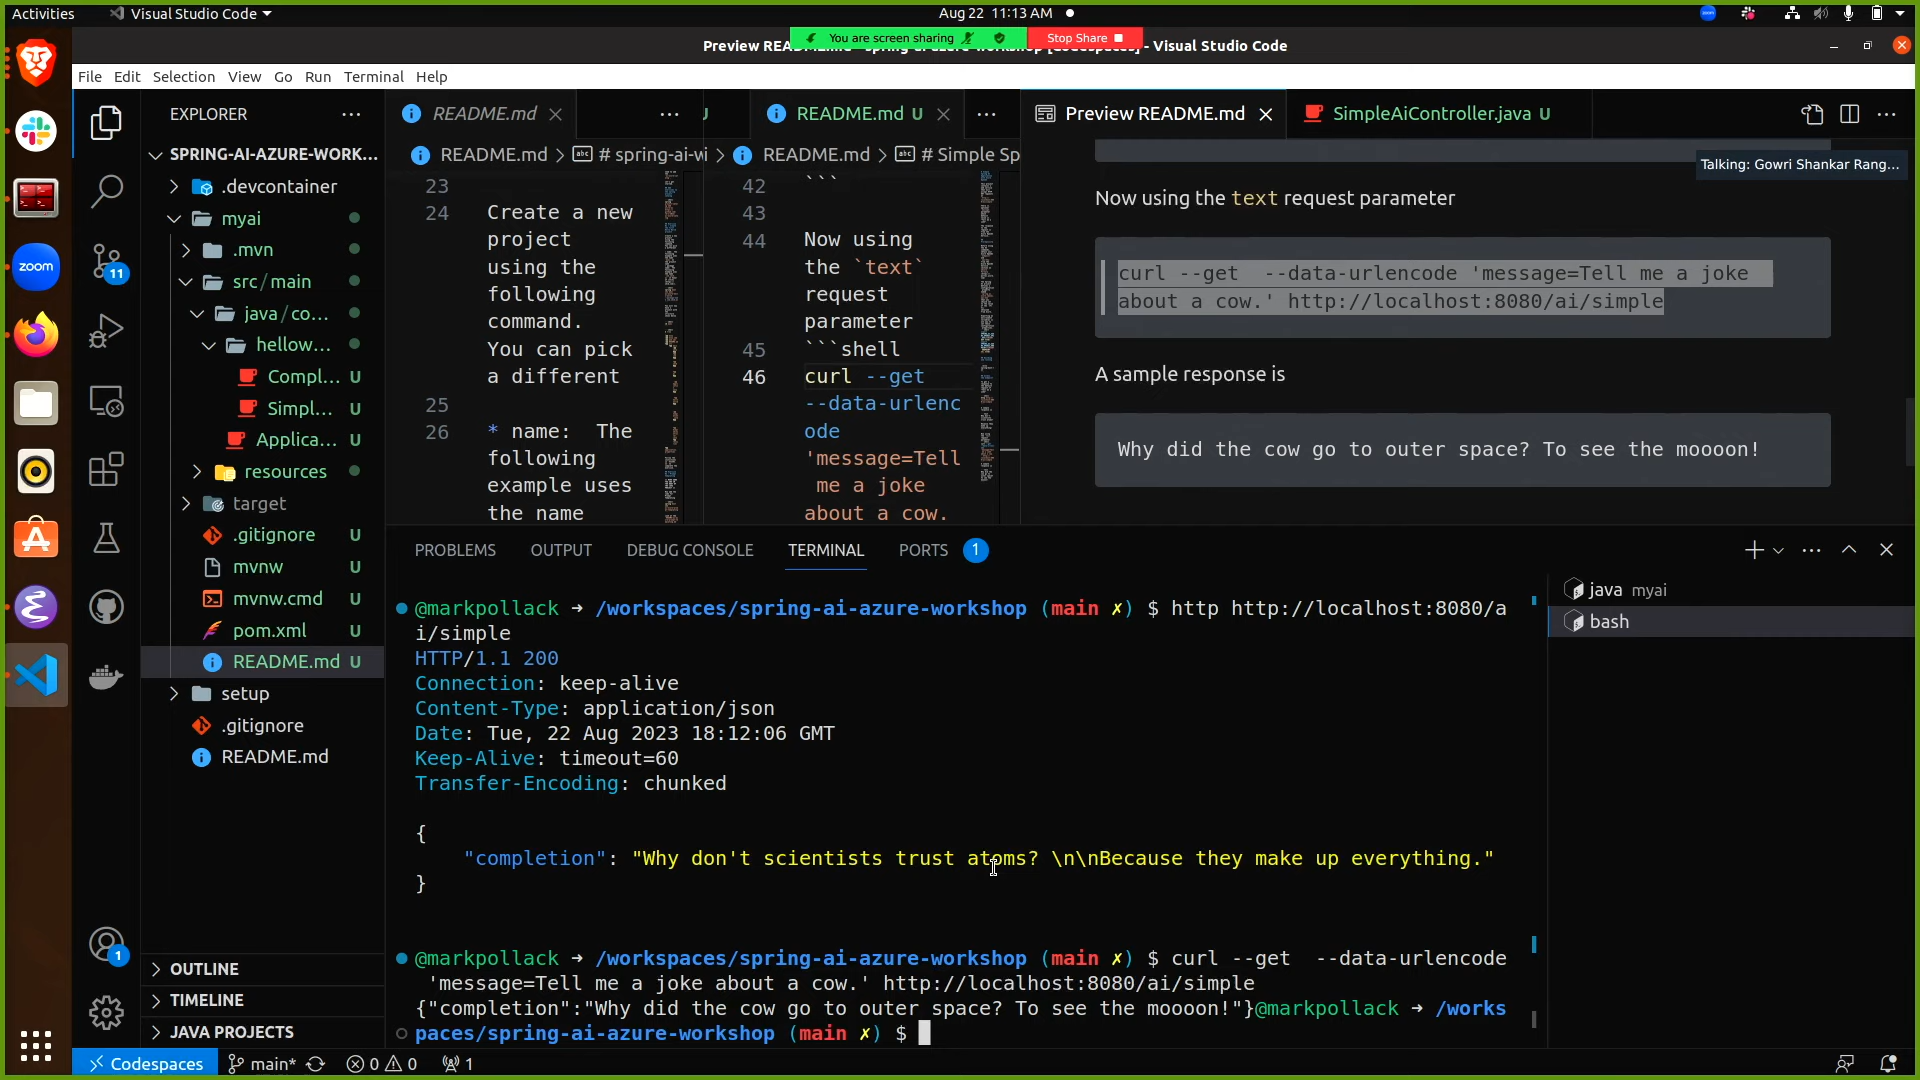 Activities
Visual Studio Code
Aug 22 11:13 AM
zoom
You are screen sharing
Stop Share
[Codespaces] - Visual Studio Code
File Edit Selection View Go Run Terminal Help
EXPLORER
SPRING-AI-AZURE-WORK...
.devcontainer
myai
.mvn
src/main
java/co...
hellow...
Compl... U
Simpl... U
Applica... U
resources
target
.gitignore U
mvnw U
mvnw.cmd U
pom.xml U
README.md U
setup
.gitignore
README.md
OUTLINE
TIMELINE
JAVA PROJECTS
11
1
README.md
README.md > # spring-ai-w
23
24 Create a new
project
using the
following
command.
You can pick
a different
25
26 * name: The
following
example uses
the name
U
README.md U
README.md > # Simple Sp
42 ```
43
44 Now using
the `text`
request
parameter
45 ```shell
46 curl --get
--data-urlenc
ode
'message=Tell
me a joke
about a cow.
Preview README.md
SimpleAiController.java U
Talking: Gowri Shankar Rang...
Now using the text request parameter
curl --get  --data-urlencode 'message=Tell me a joke
about a cow.' http://localhost:8080/ai/simple
A sample response is
Why did the cow go to outer space? To see the moooon!
PROBLEMS OUTPUT DEBUG CONSOLE TERMINAL PORTS 1
java myai
bash
@markpollack ➜ /workspaces/spring-ai-azure-workshop (main ✗) $ http http://localhost:8080/a
i/simple
HTTP/1.1 200
Connection: keep-alive
Content-Type: application/json
Date: Tue, 22 Aug 2023 18:12:06 GMT
Keep-Alive: timeout=60
Transfer-Encoding: chunked
{
"completion": "Why don't scientists trust atoms? \n\nBecause they make up everything."
}
@markpollack ➜ /workspaces/spring-ai-azure-workshop (main ✗) $ curl --get  --data-urlencode
'message=Tell me a joke about a cow.' http://localhost:8080/ai/simple
{"completion":"Why did the cow go to outer space? To see the moooon!"}@markpollack ➜ /works
paces/spring-ai-azure-workshop (main ✗) $
Codespaces main* 0 0 1